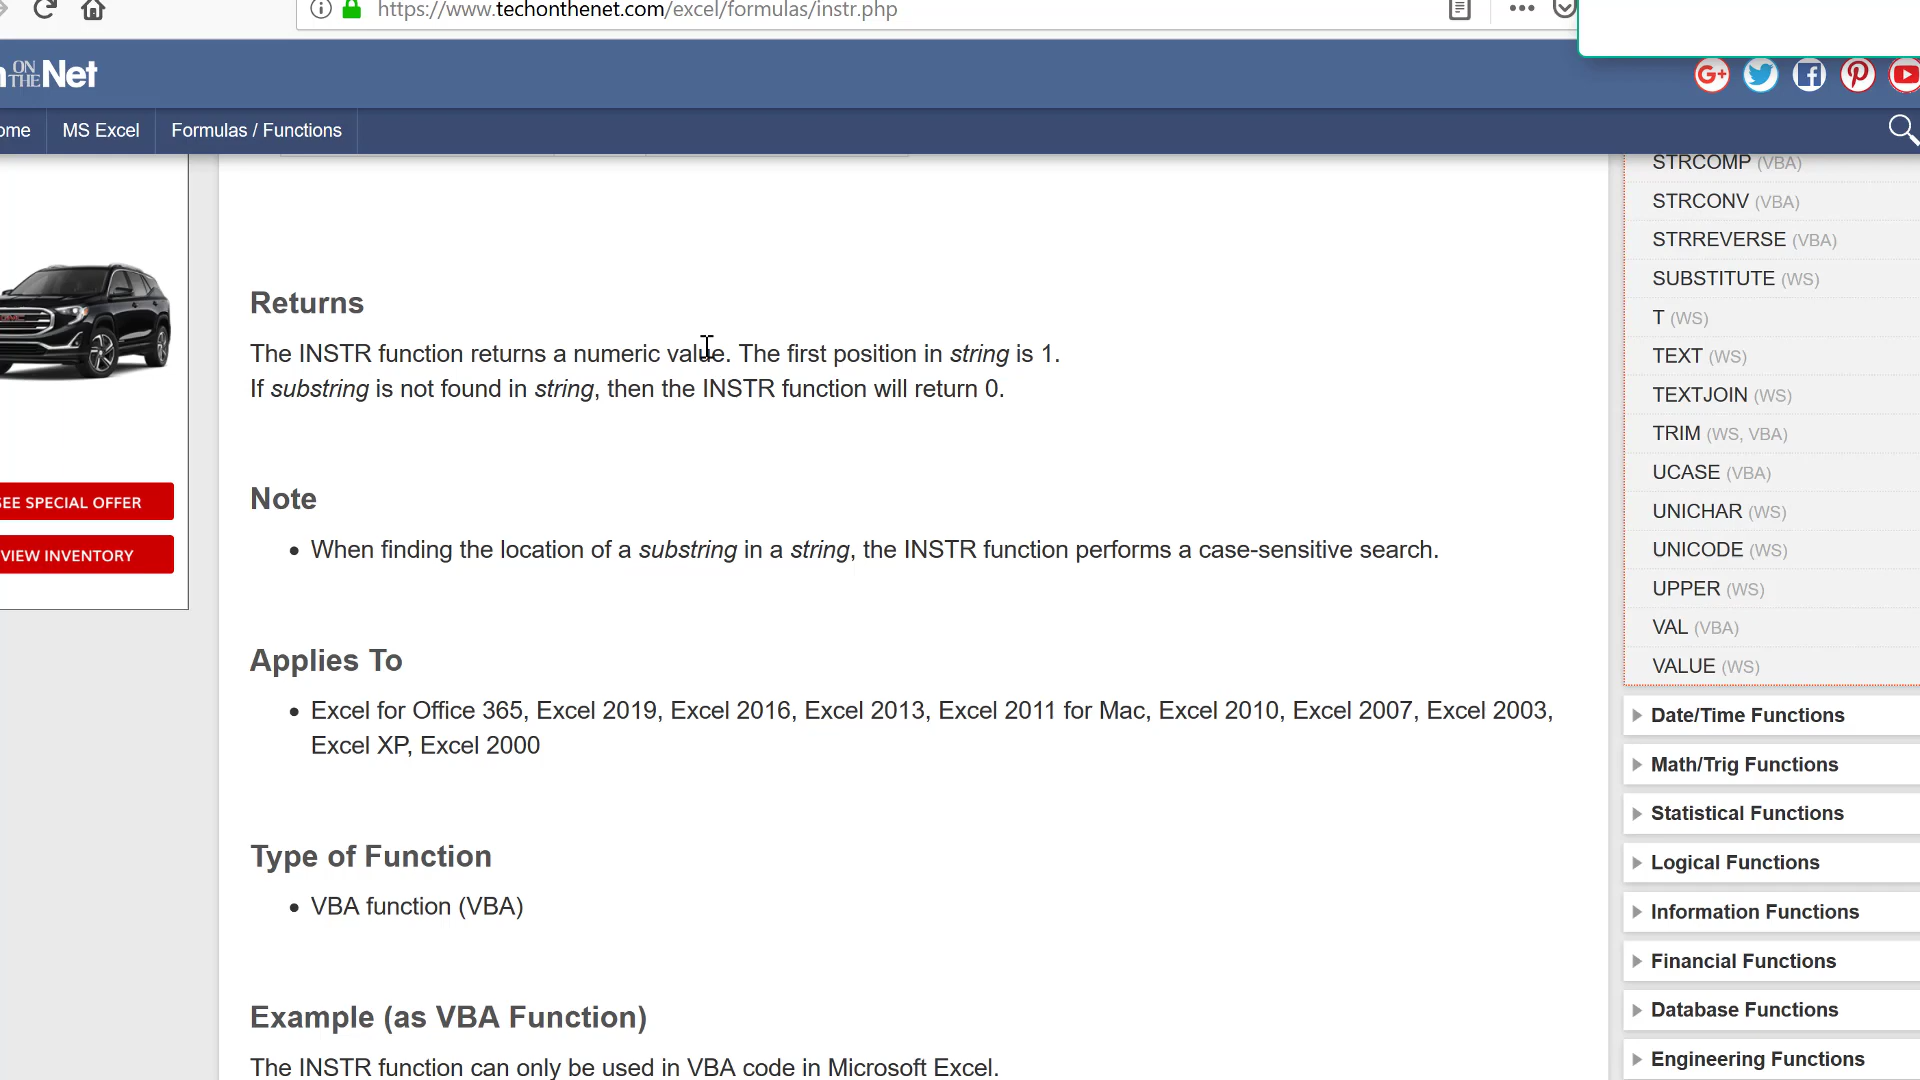 https://www.techonthenet.com/excel/formulas/instr.php
ON THE Net
MS Excel
Formulas / Functions
STRCOMP (VBA)
STRCONV (VBA)
STRREVERSE (VBA)
SUBSTITUTE (WS)
T (WS)
TEXT (WS)
TEXTJOIN (WS)
TRIM (WS, VBA)
UCASE (VBA)
UNICHAR (WS)
UNICODE (WS)
UPPER (WS)
VAL (VBA)
VALUE (WS)
Date/Time Functions
Math/Trig Functions
Statistical Functions
Logical Functions
Information Functions
Financial Functions
Database Functions
Engineering Functions
SPECIAL OFFER
VIEW INVENTORY
Returns
The INSTR function returns a numeric value. The first position in string is 1.
If substring is not found in string, then the INSTR function will return 0.
Note
• When finding the location of a substring in a string, the INSTR function performs a case-sensitive search.
Applies To
• Excel for Office 365, Excel 2019, Excel 2016, Excel 2013, Excel 2011 for Mac, Excel 2010, Excel 2007, Excel 2003,
Excel XP, Excel 2000
Type of Function
• VBA function (VBA)
Example (as VBA Function)
The INSTR function can only be used in VBA code in Microsoft Excel.